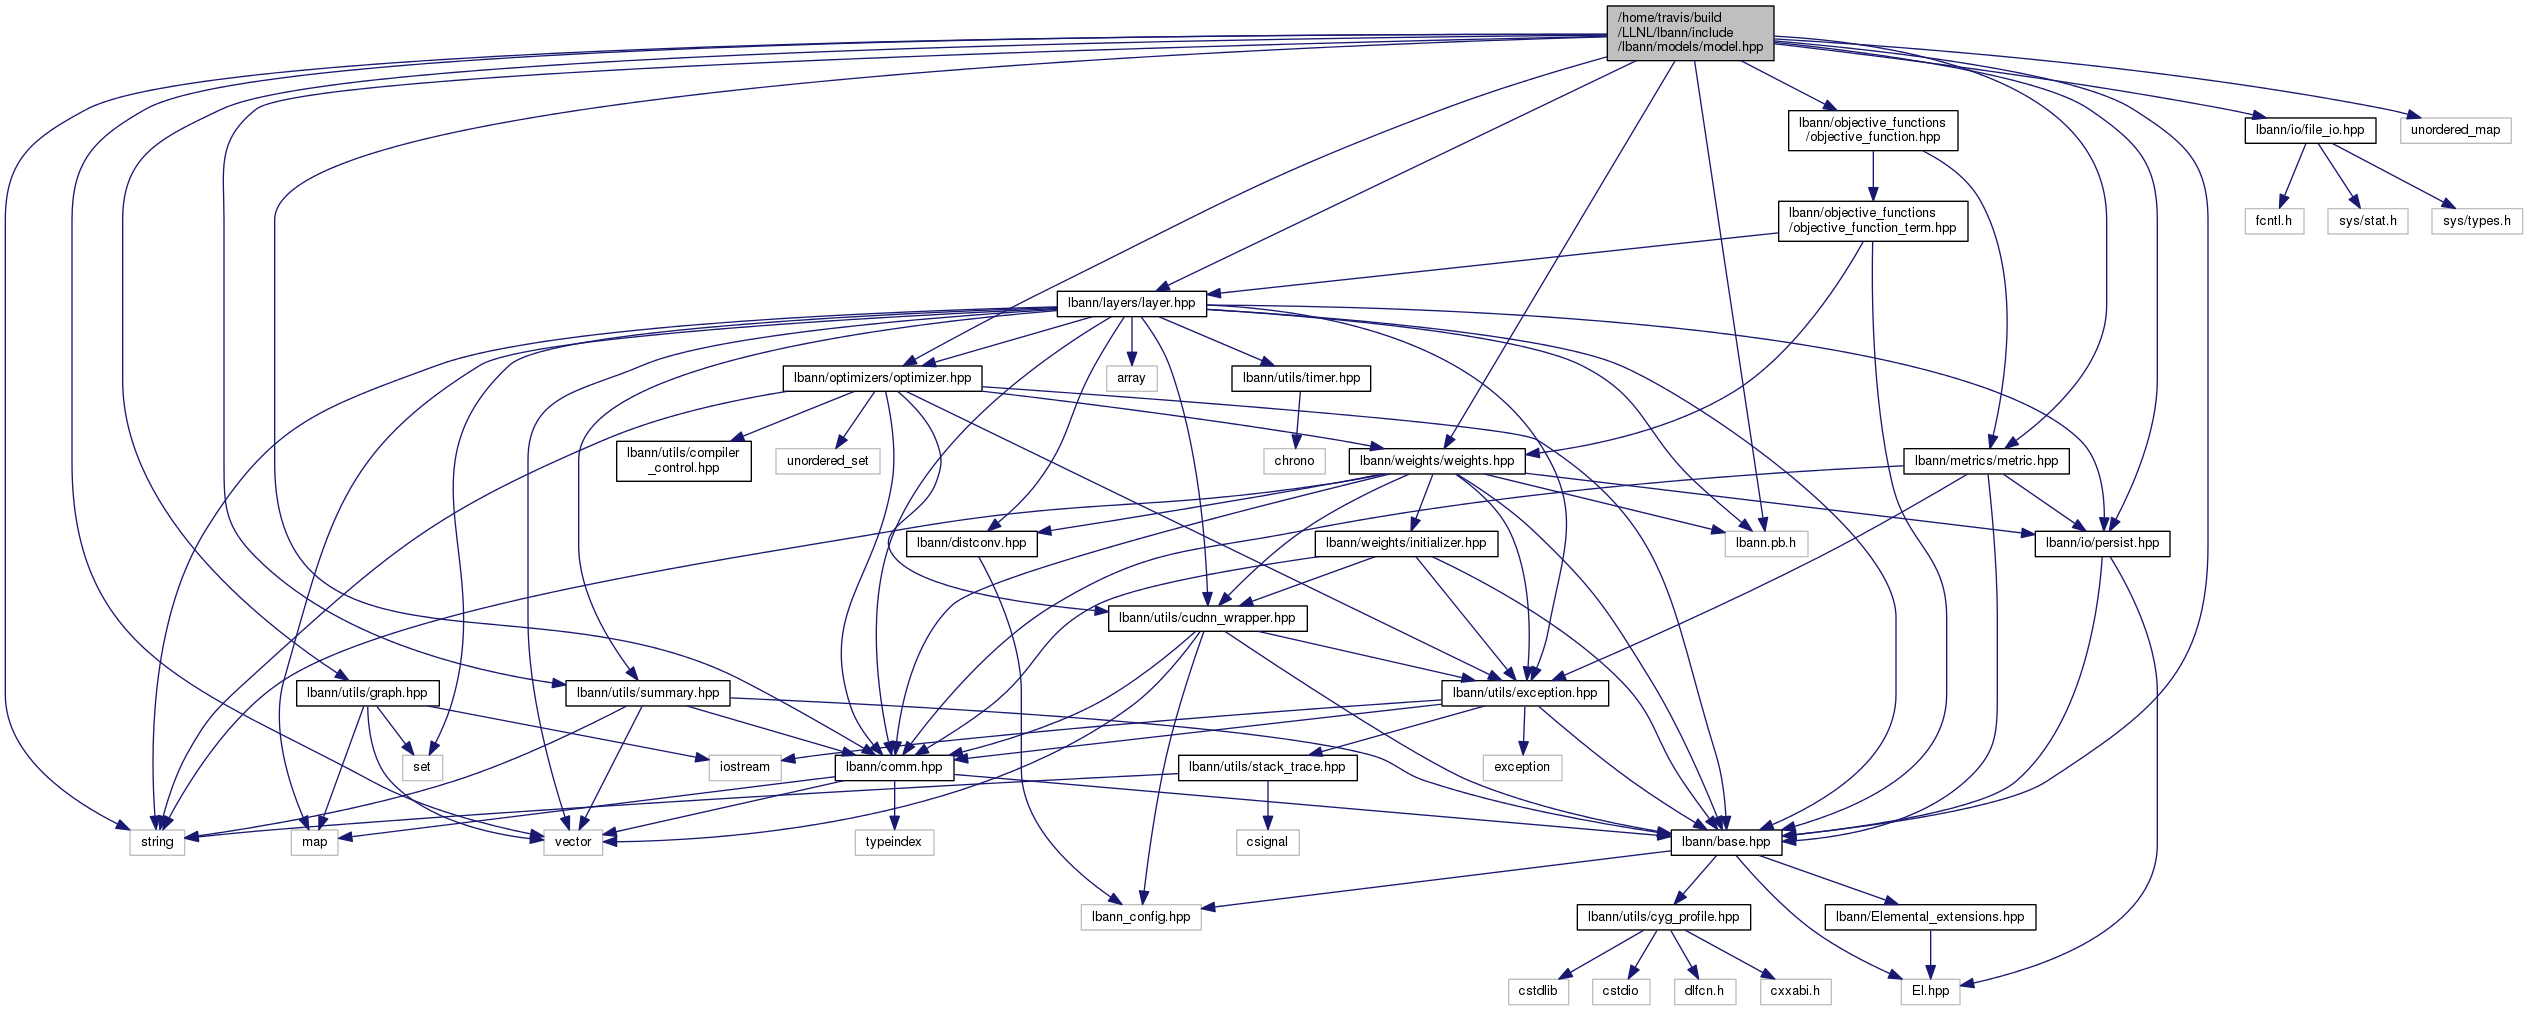 /home/travis/build
/LLNL/lbann/include
/lbann/models/model.hpp
lbann/objective_functions
/objective_function.hpp
lbann/io/file_io.hpp
unordered_map
lbann/objective_functions
/objective_function_term.hpp
fcntl.h
sys/stat.h
sys/types.h
lbann/layers/layer.hpp
lbann/optimizers/optimizer.hpp
array
lbann/utils/timer.hpp
lbann/utils/compiler
_control.hpp
unordered_set
chrono
lbann/weights/weights.hpp
lbann/metrics/metric.hpp
lbann/distconv.hpp
lbann/weights/initializer.hpp
lbann.pb.h
lbann/io/persist.hpp
lbann/utils/cudnn_wrapper.hpp
lbann/utils/graph.hpp
lbann/utils/summary.hpp
lbann/utils/exception.hpp
set
iostream
lbann/comm.hpp
lbann/utils/stack_trace.hpp
exception
string
map
vector
typeindex
csignal
lbann/base.hpp
lbann_config.hpp
lbann/utils/cyg_profile.hpp
lbann/Elemental_extensions.hpp
cstdlib
cstdio
dlfcn.h
cxxabi.h
El.hpp